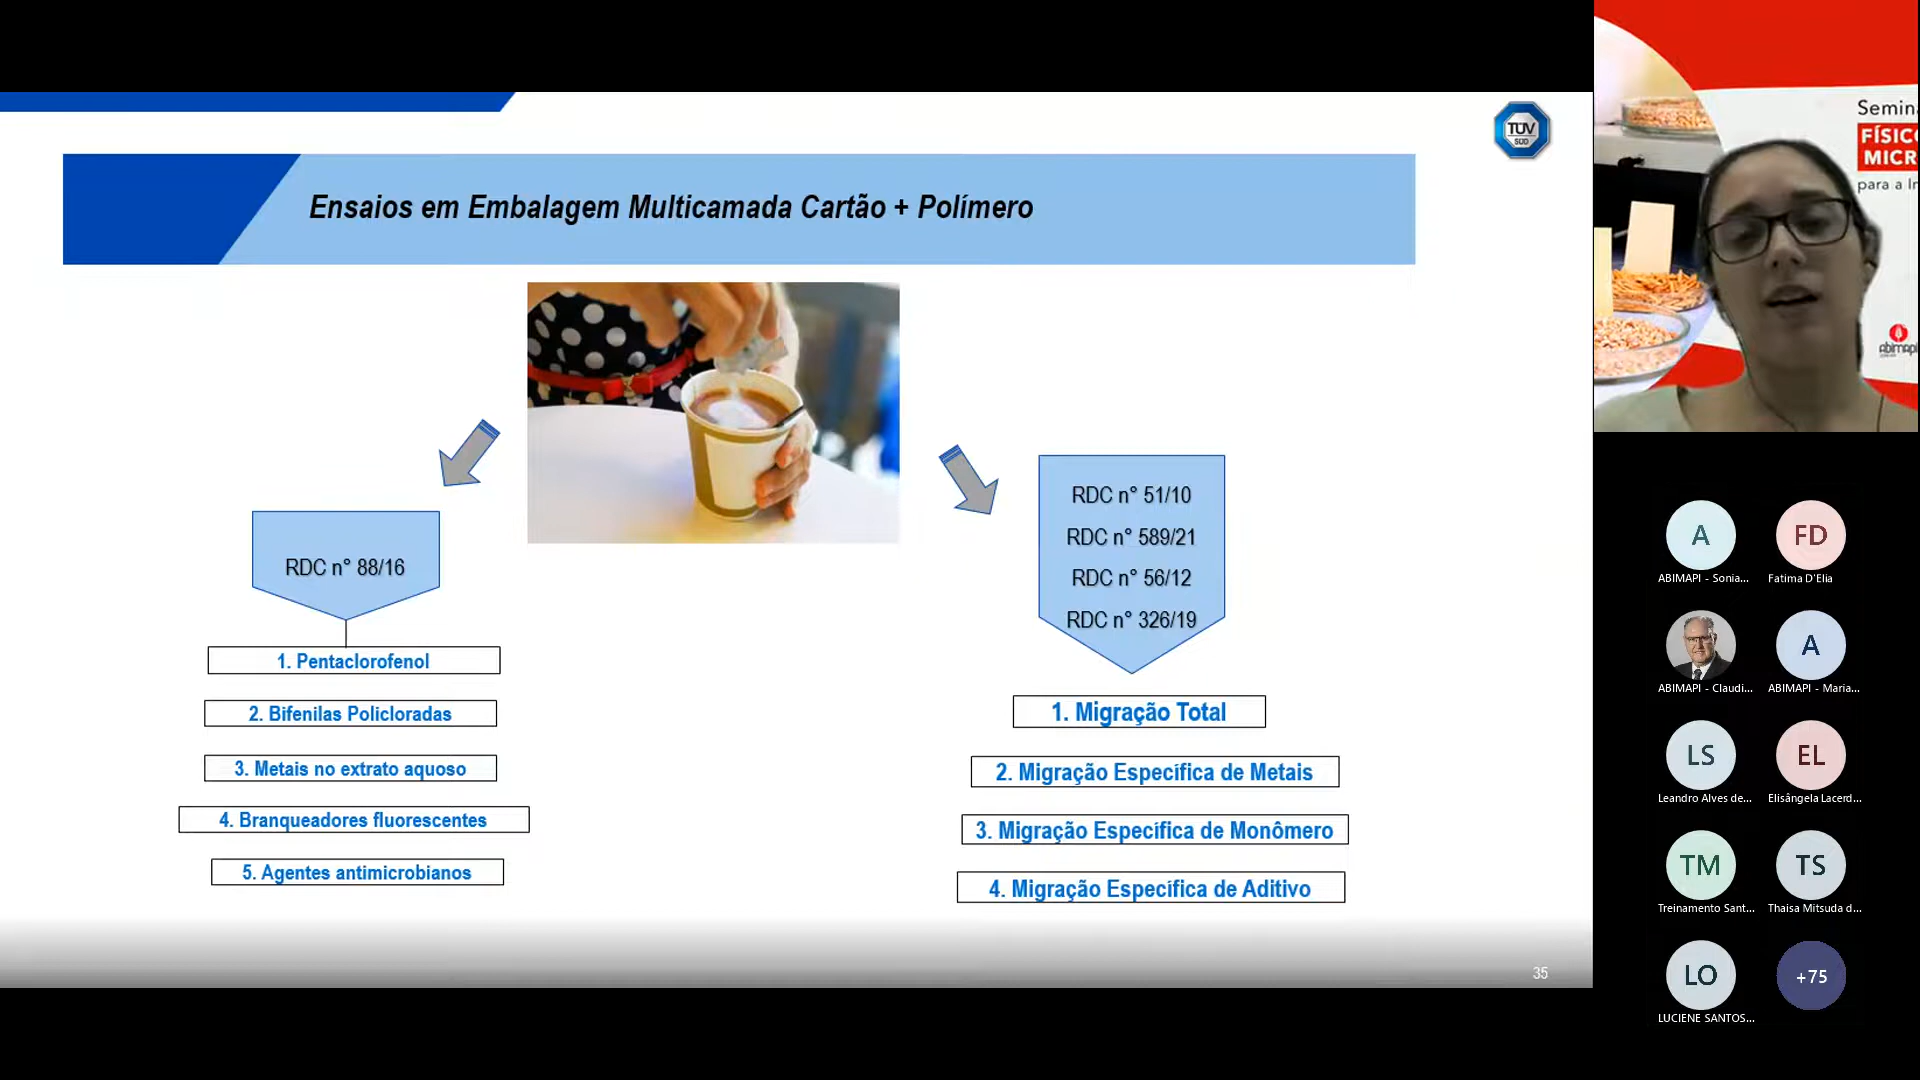 Ensaios em Embalagem Multicamada Cartão + Polímero
TÜV
SÜD
RDC n° 88/16
1. Pentaclorofenol
2. Bifenilas Policloradas
3. Metais no extrato aquoso
4. Branqueadores fluorescentes
5. Agentes antimicrobianos
RDC n° 51/10
RDC n° 589/21
RDC n° 56/12
RDC n° 326/19
1. Migração Total
2. Migração Específica de Metais
3. Migração Específica de Monômero
4. Migração Específica de Aditivo
35
Semin
FÍSIC
MICR
para a In
abimapi
A
FD
ABIMAPI - Sonia...
Fatima D'Elia
A
ABIMAPI - Claudi...
ABIMAPI - Maria...
LS
EL
Leandro Alves de...
Elisângela Lacerd...
TM
TS
Treinamento Sant...
Thaisa Mitsuda d...
LO
+75
LUCIENE SANTOS...